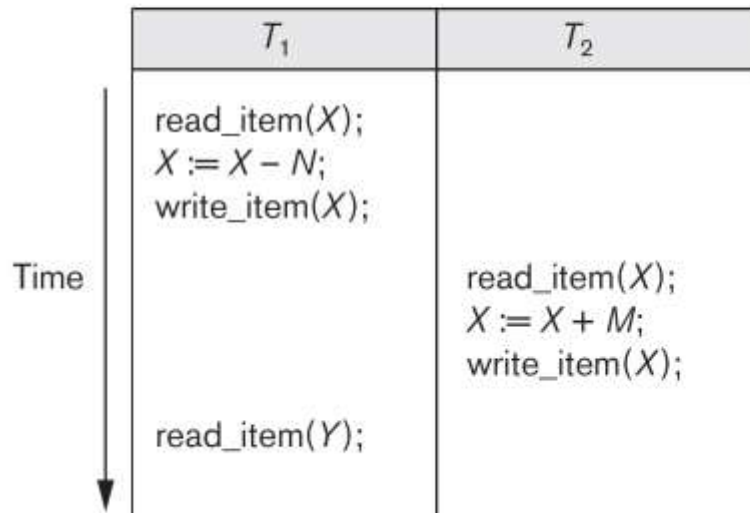 T₁ T₂
read_item(X);
X := X − N;
write_item(X);
Time
read_item(X);
X := X + M;
write_item(X);
read_item(Y);